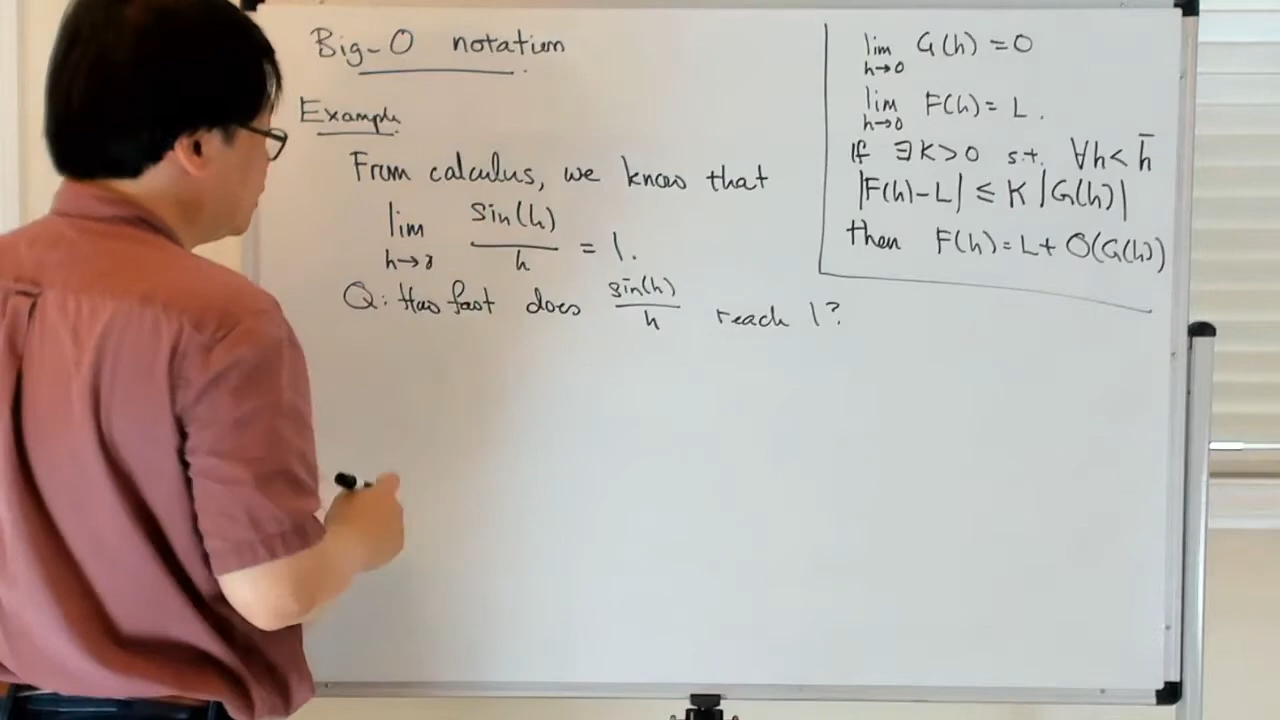 Big-O notation
Example
From calculus, we know that
lim h→0 sin(h)/h = 1.
Q: How fast does sin(h)/h reach 1?
lim h→0 G(h) = 0
lim h→0 F(h) = L.
If ∃ K>0 s.t. ∀h< h̄
|F(h)-L| ≤ K |G(h)|
then F(h) = L + O(G(h))